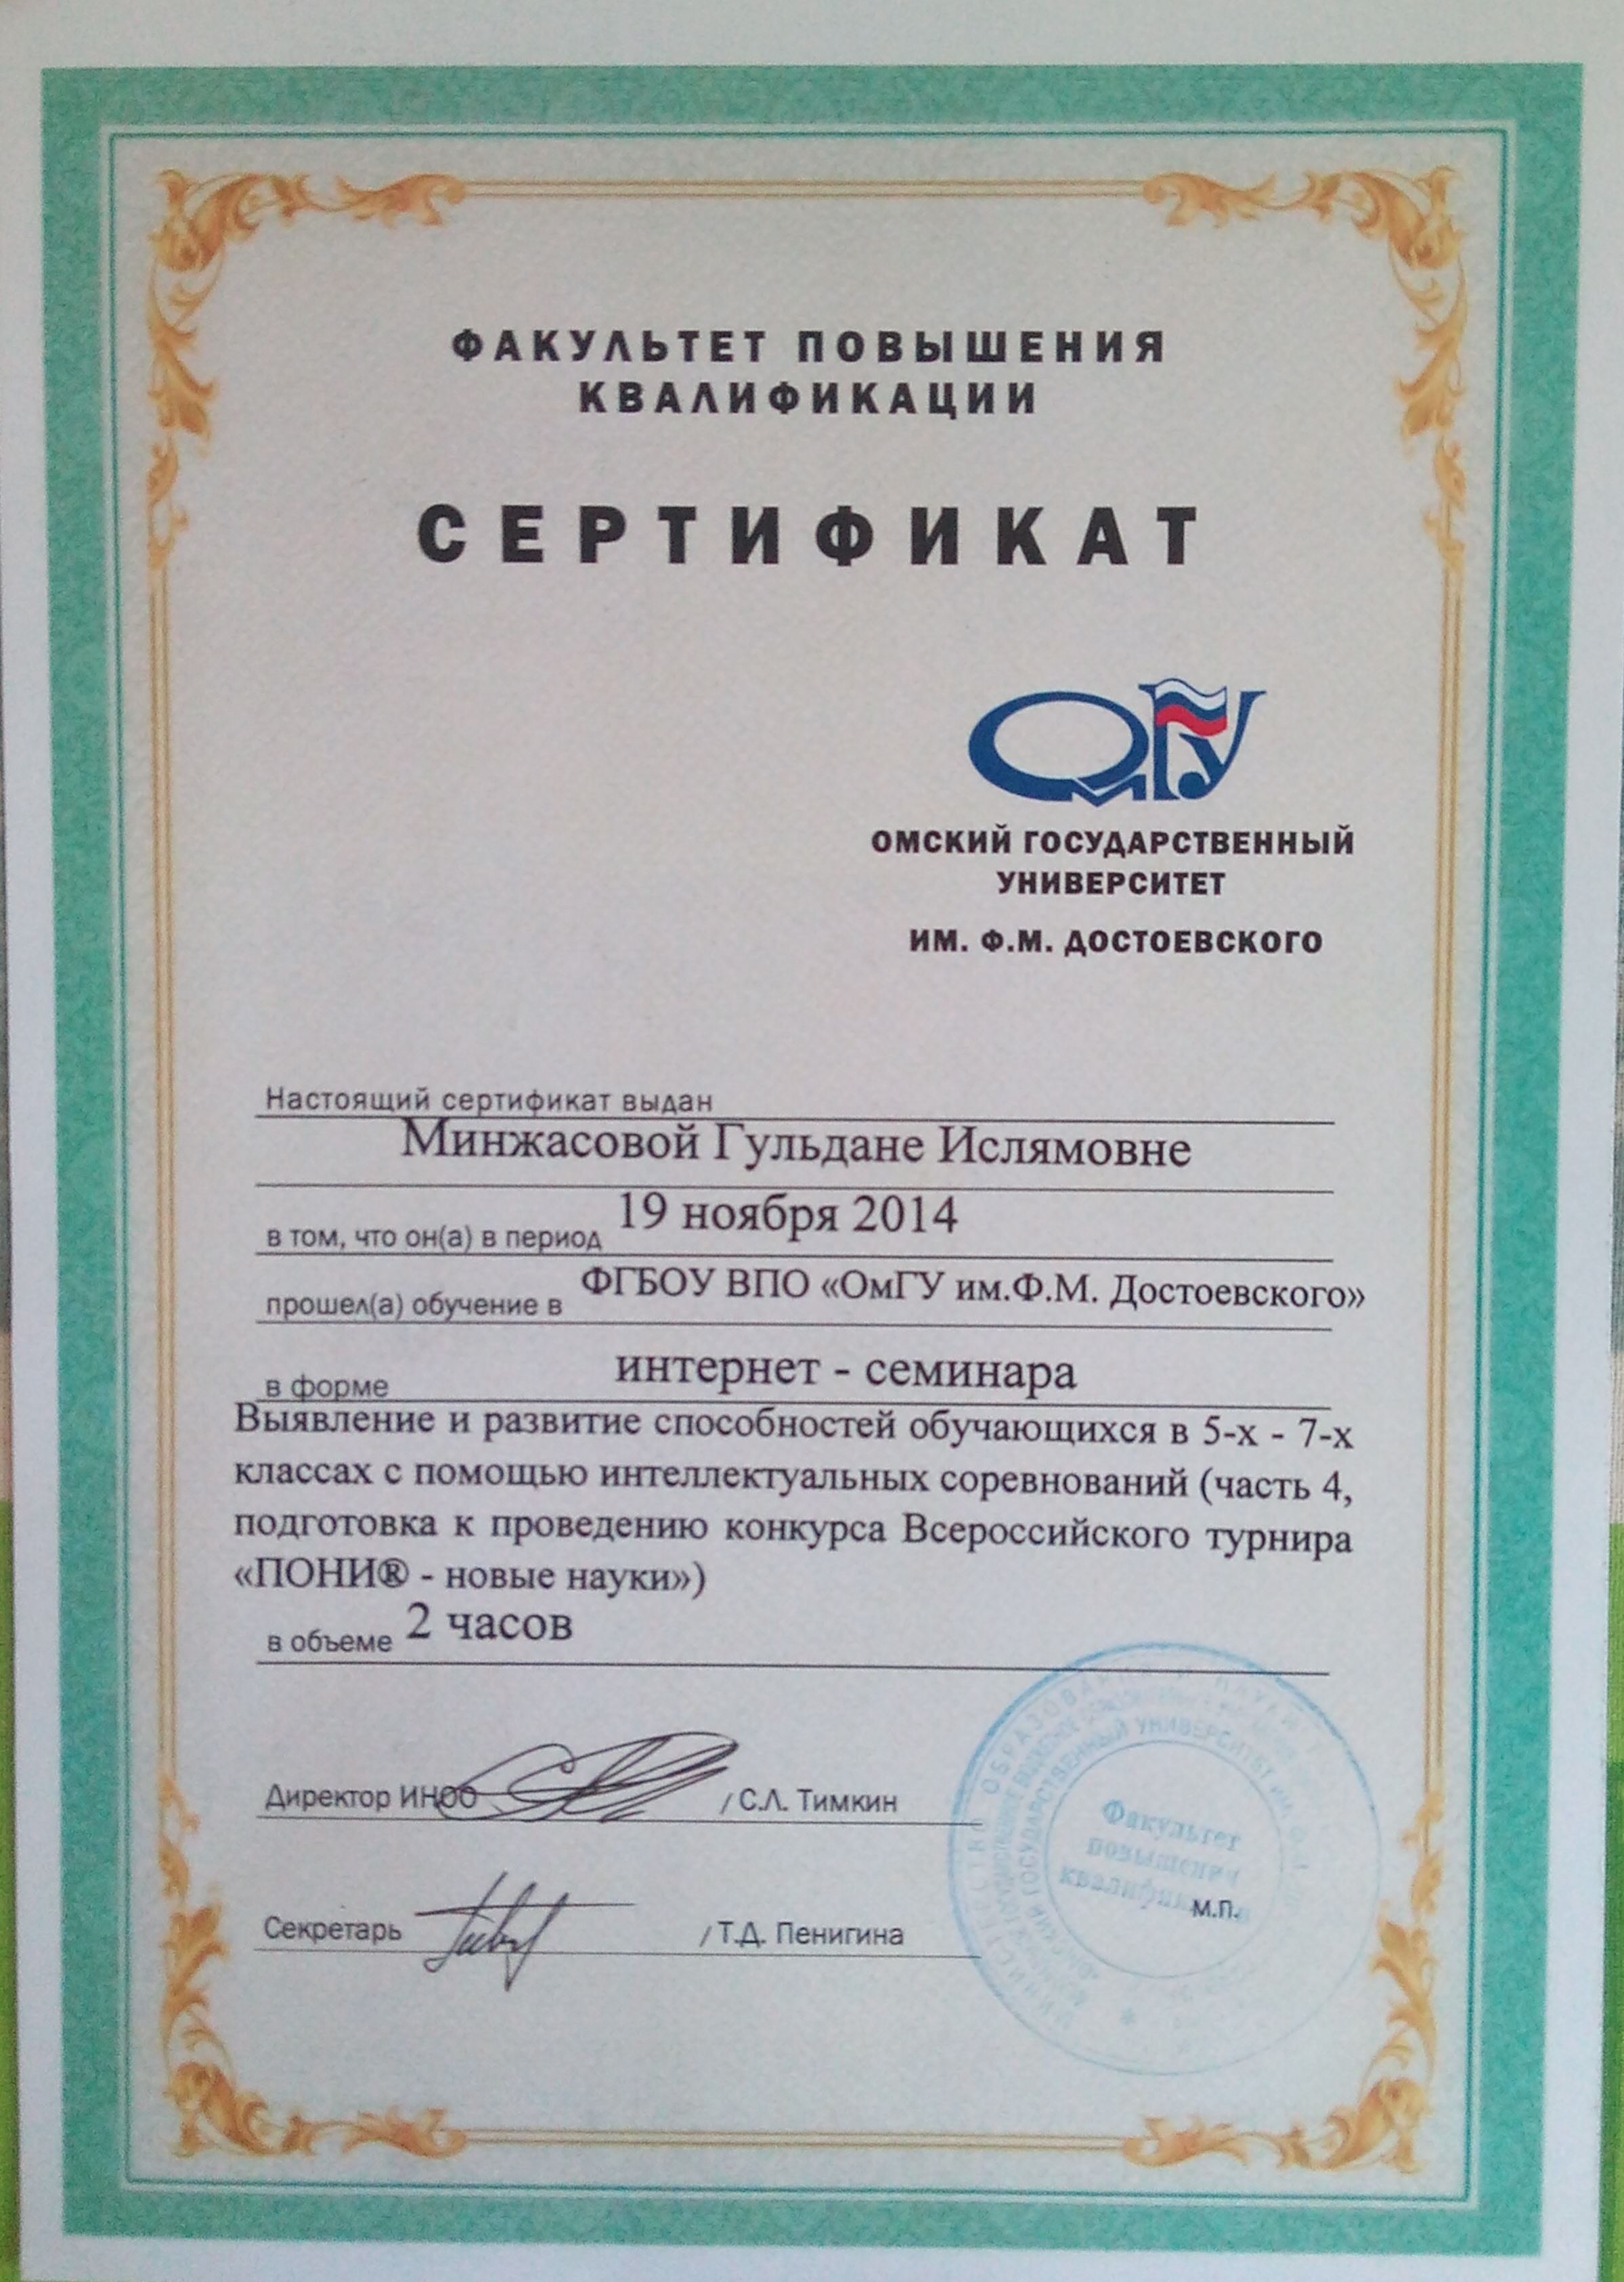 ФАКУЛЬТЕТ ПОВЫШЕНИЯ
КВАЛИФИКАЦИИ
СЕРТИФИКАТ
ОмГУ
ОМСКИЙ ГОСУДАРСТВЕННЫЙ
УНИВЕРСИТЕТ
ИМ. Ф.М. ДОСТОЕВСКОГО
Настоящий сертификат выдан
Минжасовой Гульдане Ислямовне
в том, что он(а) в период 19 ноября 2014
прошел(а) обучение в ФГБОУ ВПО «ОмГУ им.Ф.М. Достоевского»
в форме интернет - семинара
Выявление и развитие способностей обучающихся в 5-х - 7-х
классах с помощью интеллектуальных соревнований (часть 4,
подготовка к проведению конкурса Всероссийского турнира
«ПОНИ® - новые науки»)
в объеме 2 часов
Директор ИНОО / С.Л. Тимкин
Секретарь / Т.Д. Пенигина
М.П.
Факультет
повышения
ГОСУДАРСТВЕННЫЙ УНИВЕРСИТЕТ ИМ.